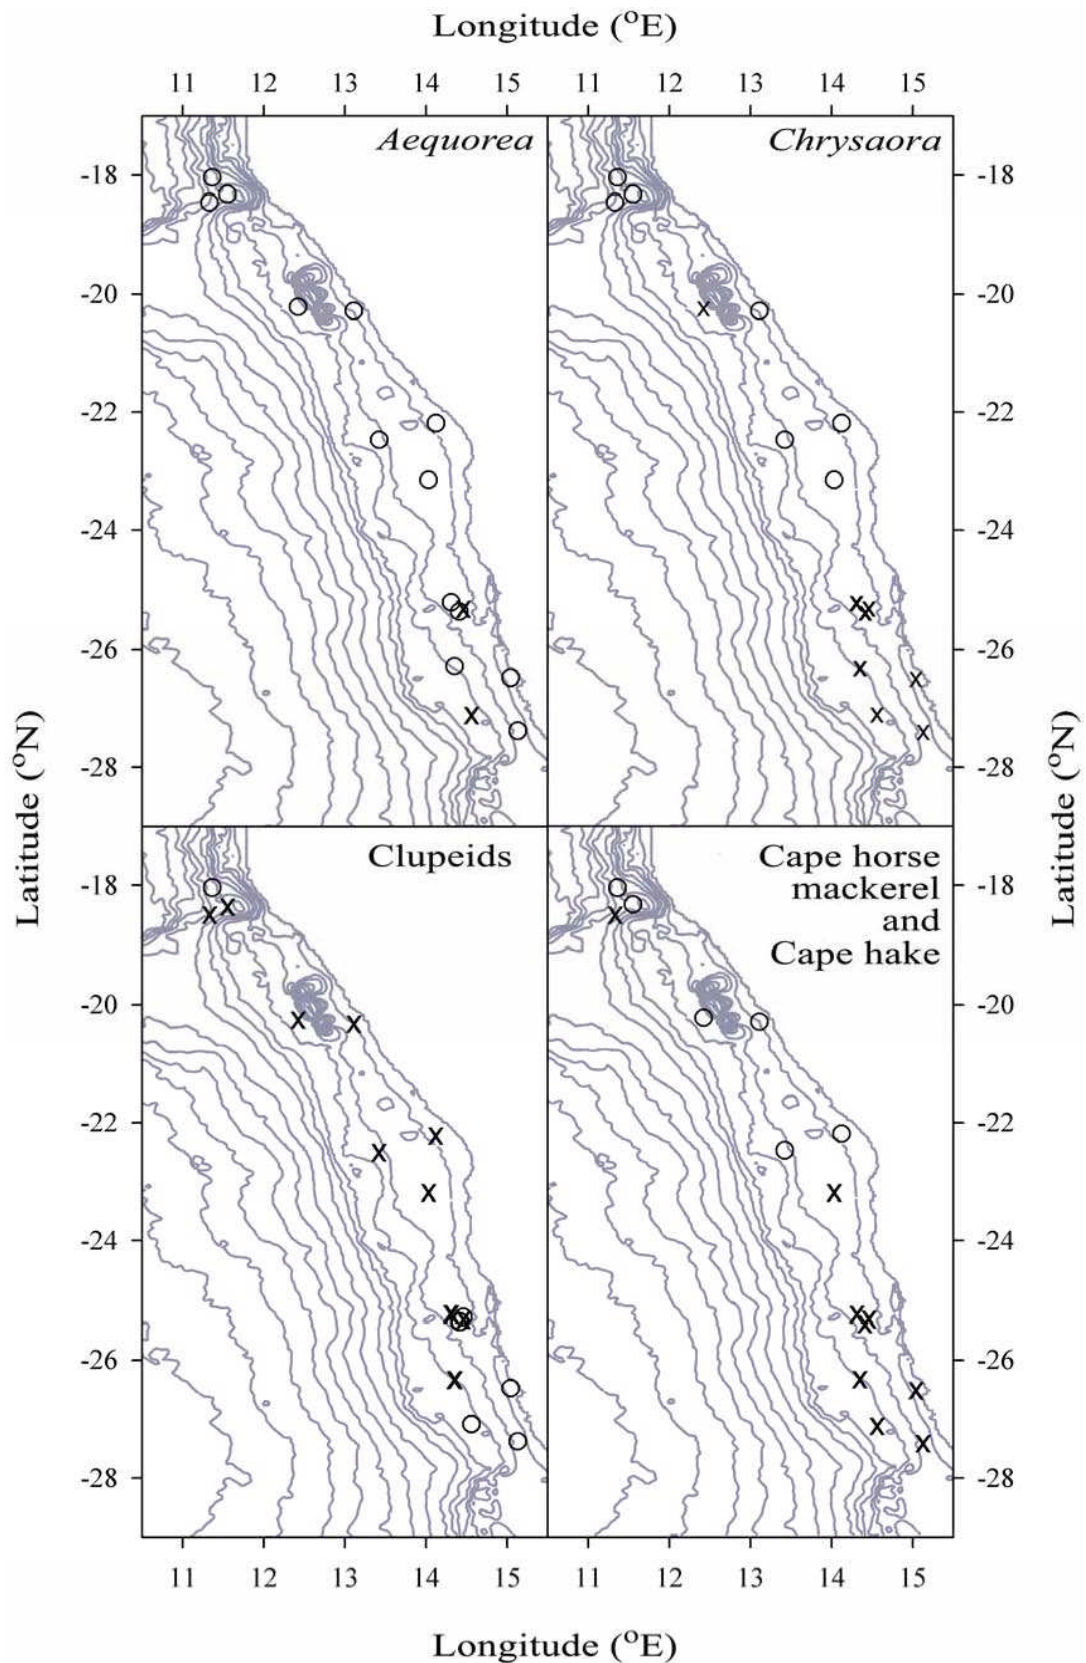 Longitude (°E)
11 12 13 14 15 11 12 13 14 15
Aequorea Chrysaora
-18 -18
-20 -20
-22 -22
-24 -24
-26 -26
-28 -28
Latitude (°N) Latitude (°N)
Clupeids Cape horse
mackerel
and
Cape hake
-18 -18
-20 -20
-22 -22
-24 -24
-26 -26
-28 -28
11 12 13 14 15 11 12 13 14 15
Longitude (°E)